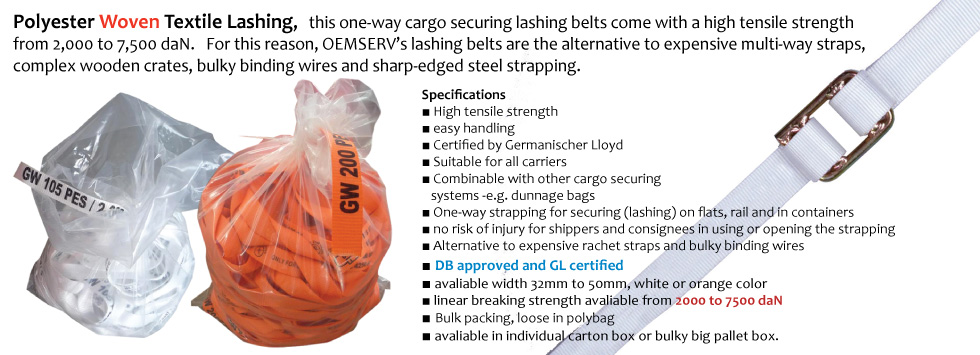 Polyester Woven Textile Lashing, this one-way cargo securing lashing belts come with a high tensile strength
from 2,000 to 7,500 daN. For this reason, OEMSERV's lashing belts are the alternative to expensive multi-way straps,
complex wooden crates, bulky binding wires and sharp-edged steel strapping.
GW 105 PES / 2
GW 200 P
Specifications
■ High tensile strength
■ easy handling
■ Certified by Germanischer Lloyd
■ Suitable for all carriers
■ Combinable with other cargo securing
systems -e.g. dunnage bags
■ One-way strapping for securing (lashing) on flats, rail and in containers
■ no risk of injury for shippers and consignees in using or opening the strapping
■ Alternative to expensive rachet straps and bulky binding wires
■ DB approved and GL certified
■ avaliable width 32mm to 50mm, white or orange color
■ linear breaking strength avaliable from 2000 to 7500 daN
■ Bulk packing, loose in polybag
■ avaliable in individual carton box or bulky big pallet box.